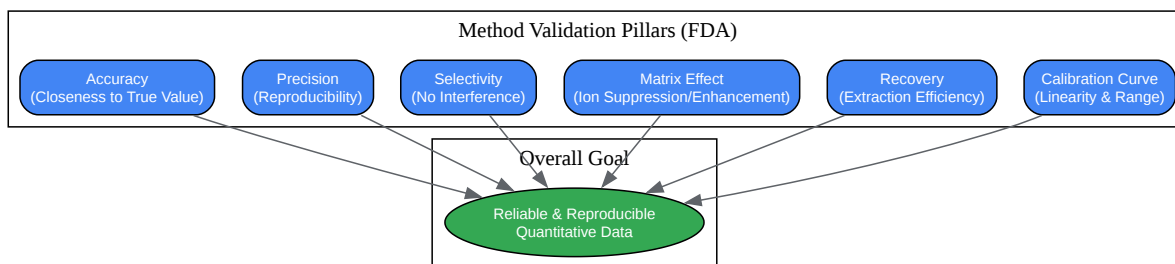 Method Validation Pillars (FDA)
Accuracy
(Closeness to True Value)
Precision
(Reproducibility)
Selectivity
(No Interference)
Matrix Effect
(Ion Suppression/Enhancement)
Recovery
(Extraction Efficiency)
Calibration Curve
(Linearity & Range)
Overall Goal
Reliable & Reproducible
Quantitative Data